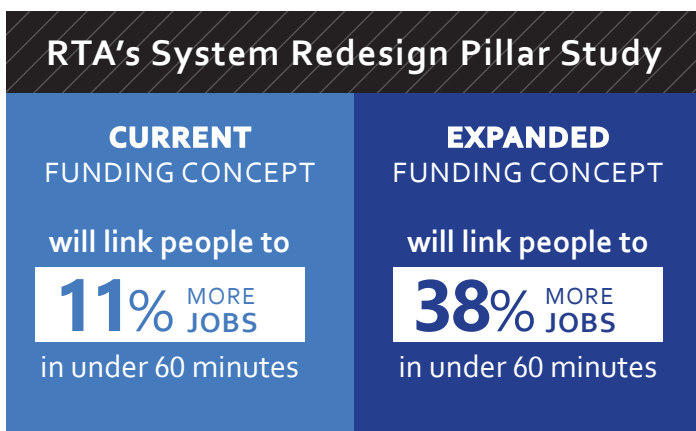 RTA's System Redesign Pillar Study
CURRENT
FUNDING CONCEPT
will link people to
11% MORE
JOBS
in under 60 minutes
EXPANDED
FUNDING CONCEPT
will link people to
38% MORE
JOBS
in under 60 minutes